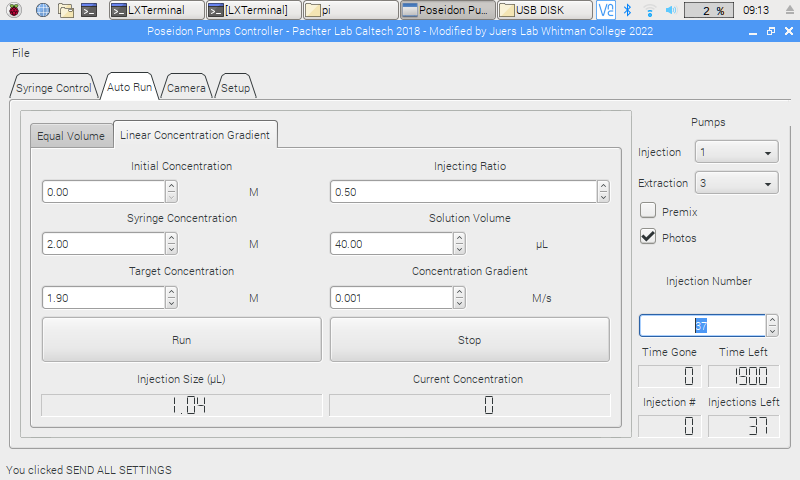 LXTerminal
[LXTerminal]
pi
Poseidon Pu...
USB DISK
2 %
09:13
Poseidon Pumps Controller - Pachter Lab Caltech 2018 - Modified by Juers Lab Whitman College 2022
File
Syringe Control
Auto Run
Camera
Setup
Equal Volume
Linear Concentration Gradient
Initial Concentration
Injecting Ratio
0.00
M
0.50
Syringe Concentration
Solution Volume
2.00
M
40.00
µL
Target Concentration
Concentration Gradient
1.90
M
0.001
M/s
Run
Stop
Injection Size (µL)
Current Concentration
1.04
0
Pumps
Injection
1
Extraction
3
Premix
Photos
Injection Number
37
Time Gone
Time Left
0
1900
Injection #
Injections Left
0
37
You clicked SEND ALL SETTINGS